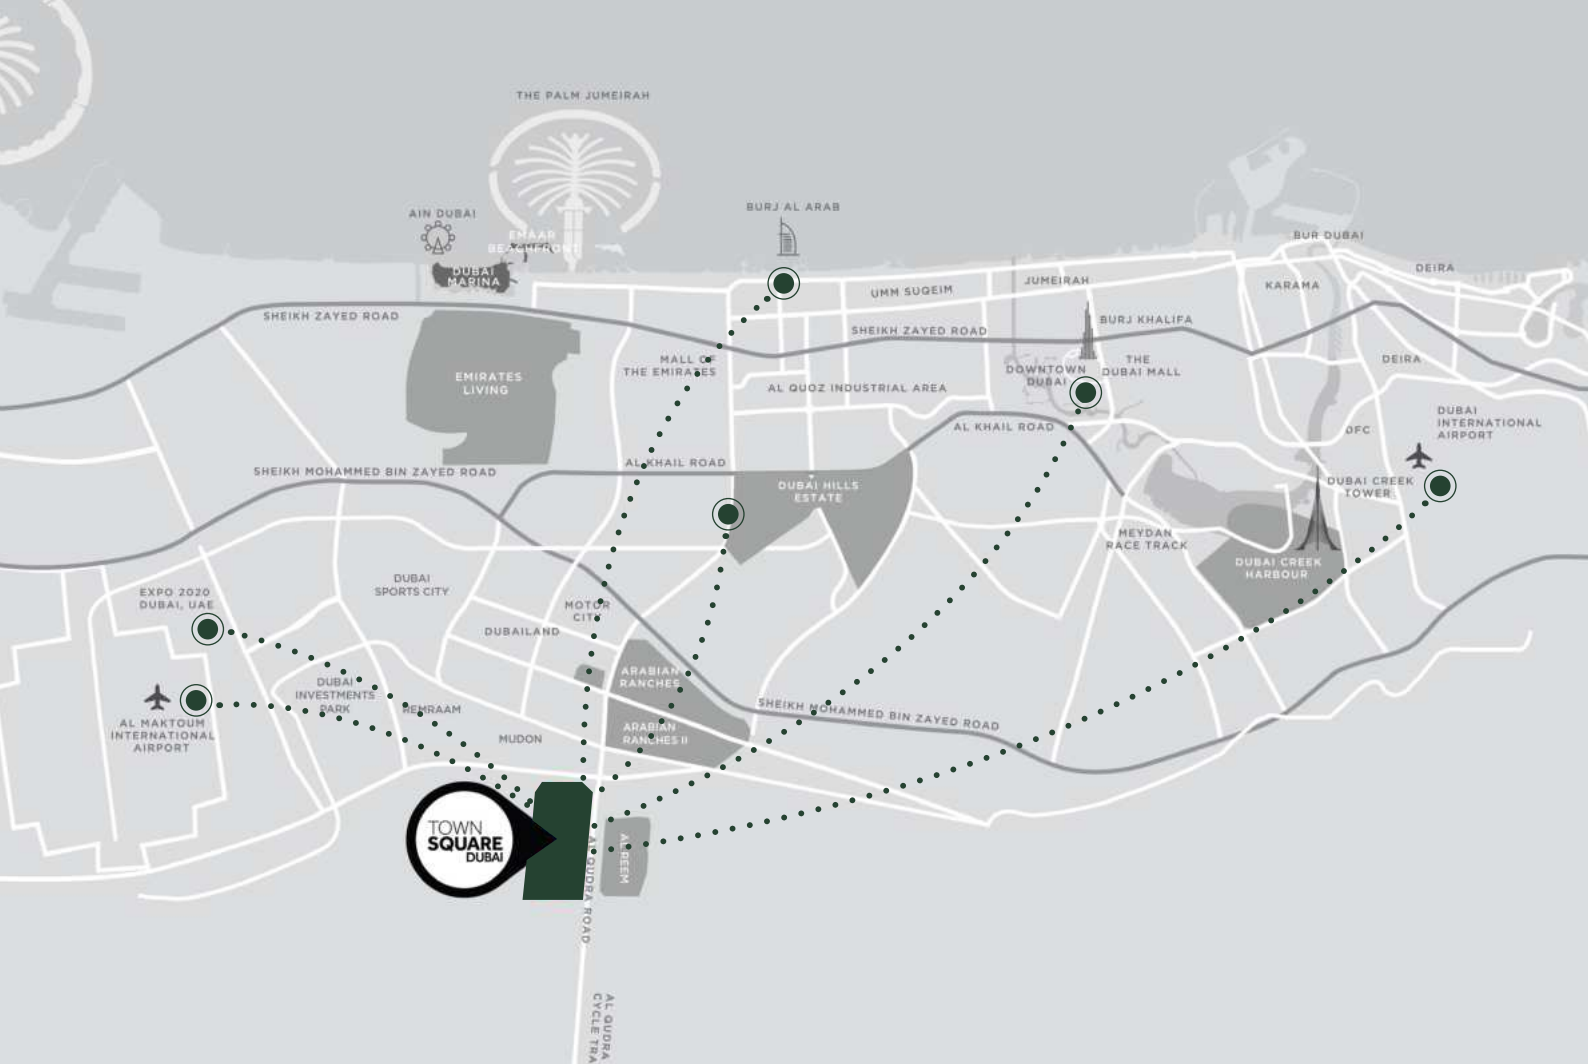 THE PALM JUMEIRAH
AIN DUBAI
BURJ AL ARAB
EMAAR
BEACHFRONT
BUR DUBAI
DUBAI
MARINA
DEIRA
JUMEIRAH
KARAMA
UMM SUQEIM
SHEIKH ZAYED ROAD
BURJ KHALIFA
SHEIKH ZAYED ROAD
MALL OF
THE EMIRATES
THE
DUBAI MALL
DEIRA
DOWNTOWN
DUBAI
EMIRATES
LIVING
AL QUOZ INDUSTRIAL AREA
DUBAI
INTERNATIONAL
AIRPORT
AL KHAIL ROAD
DFC
AL KHAIL ROAD
SHEIKH MOHAMMED BIN ZAYED ROAD
DUBAI HILLS
ESTATE
DUBAI CREEK
TOWER
MEYDAN
RACE TRACK
DUBAI CREEK
HARBOUR
DUBAI
SPORTS CITY
EXPO 2020
DUBAI, UAE
MOTOR
CITY
DUBAILAND
ARABIAN
RANCHES
DUBAI
INVESTMENTS
PARK
REMRAAM
SHEIKH MOHAMMED BIN ZAYED ROAD
AL MAKTOUM
INTERNATIONAL
AIRPORT
MUDON
ARABIAN
RANCHES II
TOWN
SQUARE
DUBAI
AL REEM
AL QUDRA ROAD
AL QUDRA
CYCLE TRA